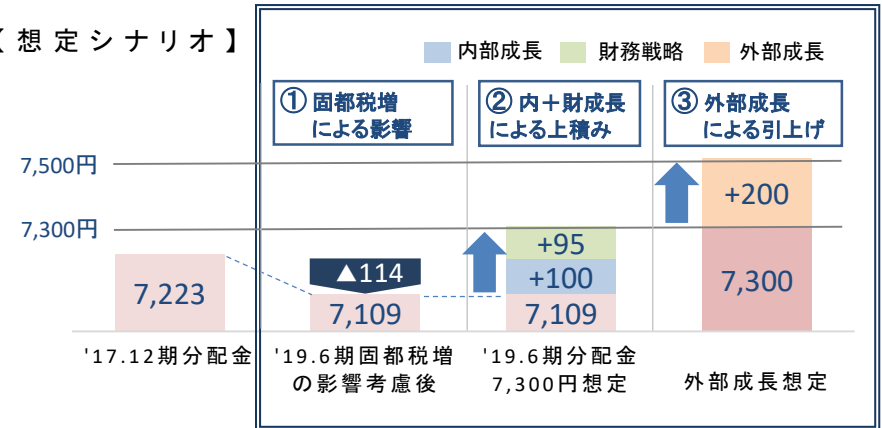 【想定シナリオ】
内部成長 財務戦略 外部成長
① 固都税増
による影響
② 内＋財成長
による上積み
③ 外部成長
による引上げ
7,500円
7,300円
7,223
▲114
7,109
+95
+100
7,109
+200
7,300
'17.12期分配金
'19.6期固都税増
の影響考慮後
'19.6期分配金
7,300円想定
外部成長想定